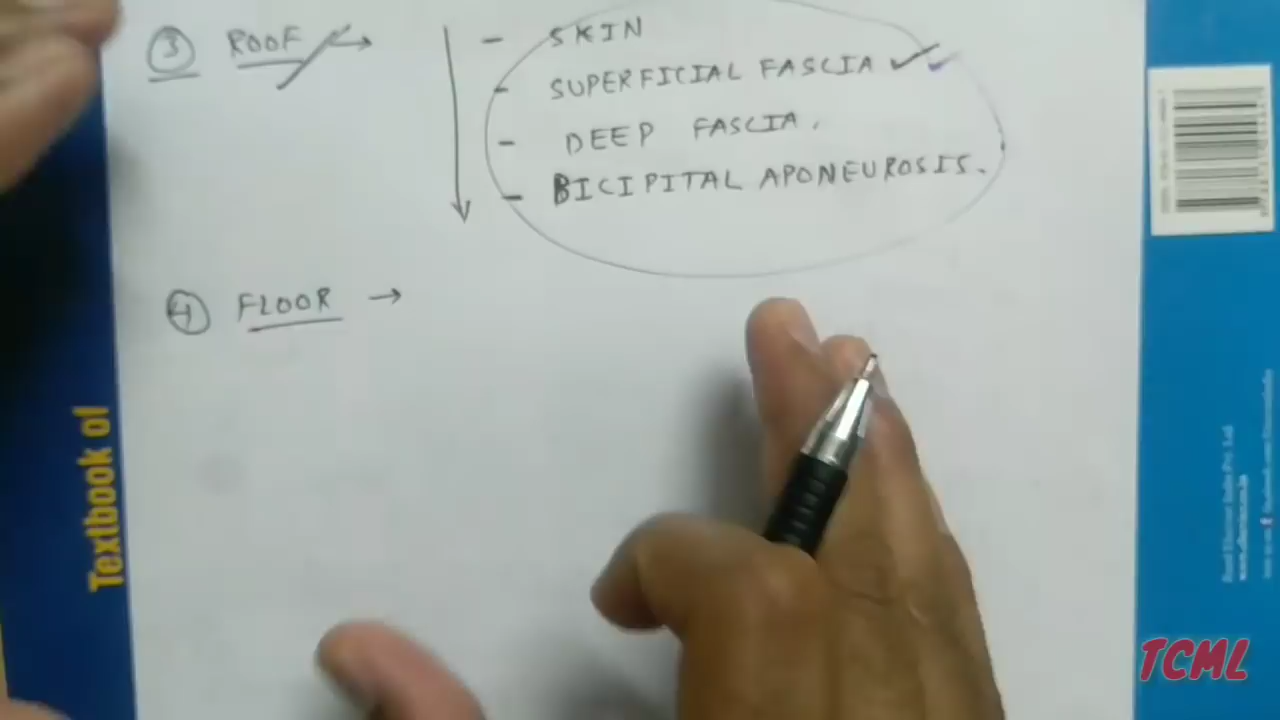 ③ ROOF →
- SKIN
- SUPERFICIAL FASCIA ✓✓
- DEEP FASCIA.
- BICIPITAL APONEUROSIS.
④ FLOOR →
Textbook of
TCML